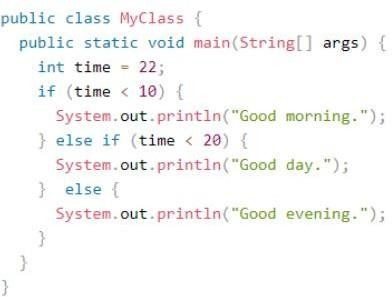 public class MyClass {
  public static void main(String[] args) {
    int time = 22;
    if (time < 10) {
      System.out.println("Good morning.");
    } else if (time < 20) {
      System.out.println("Good day.");
    }  else {
      System.out.println("Good evening.");
    }
  }
}